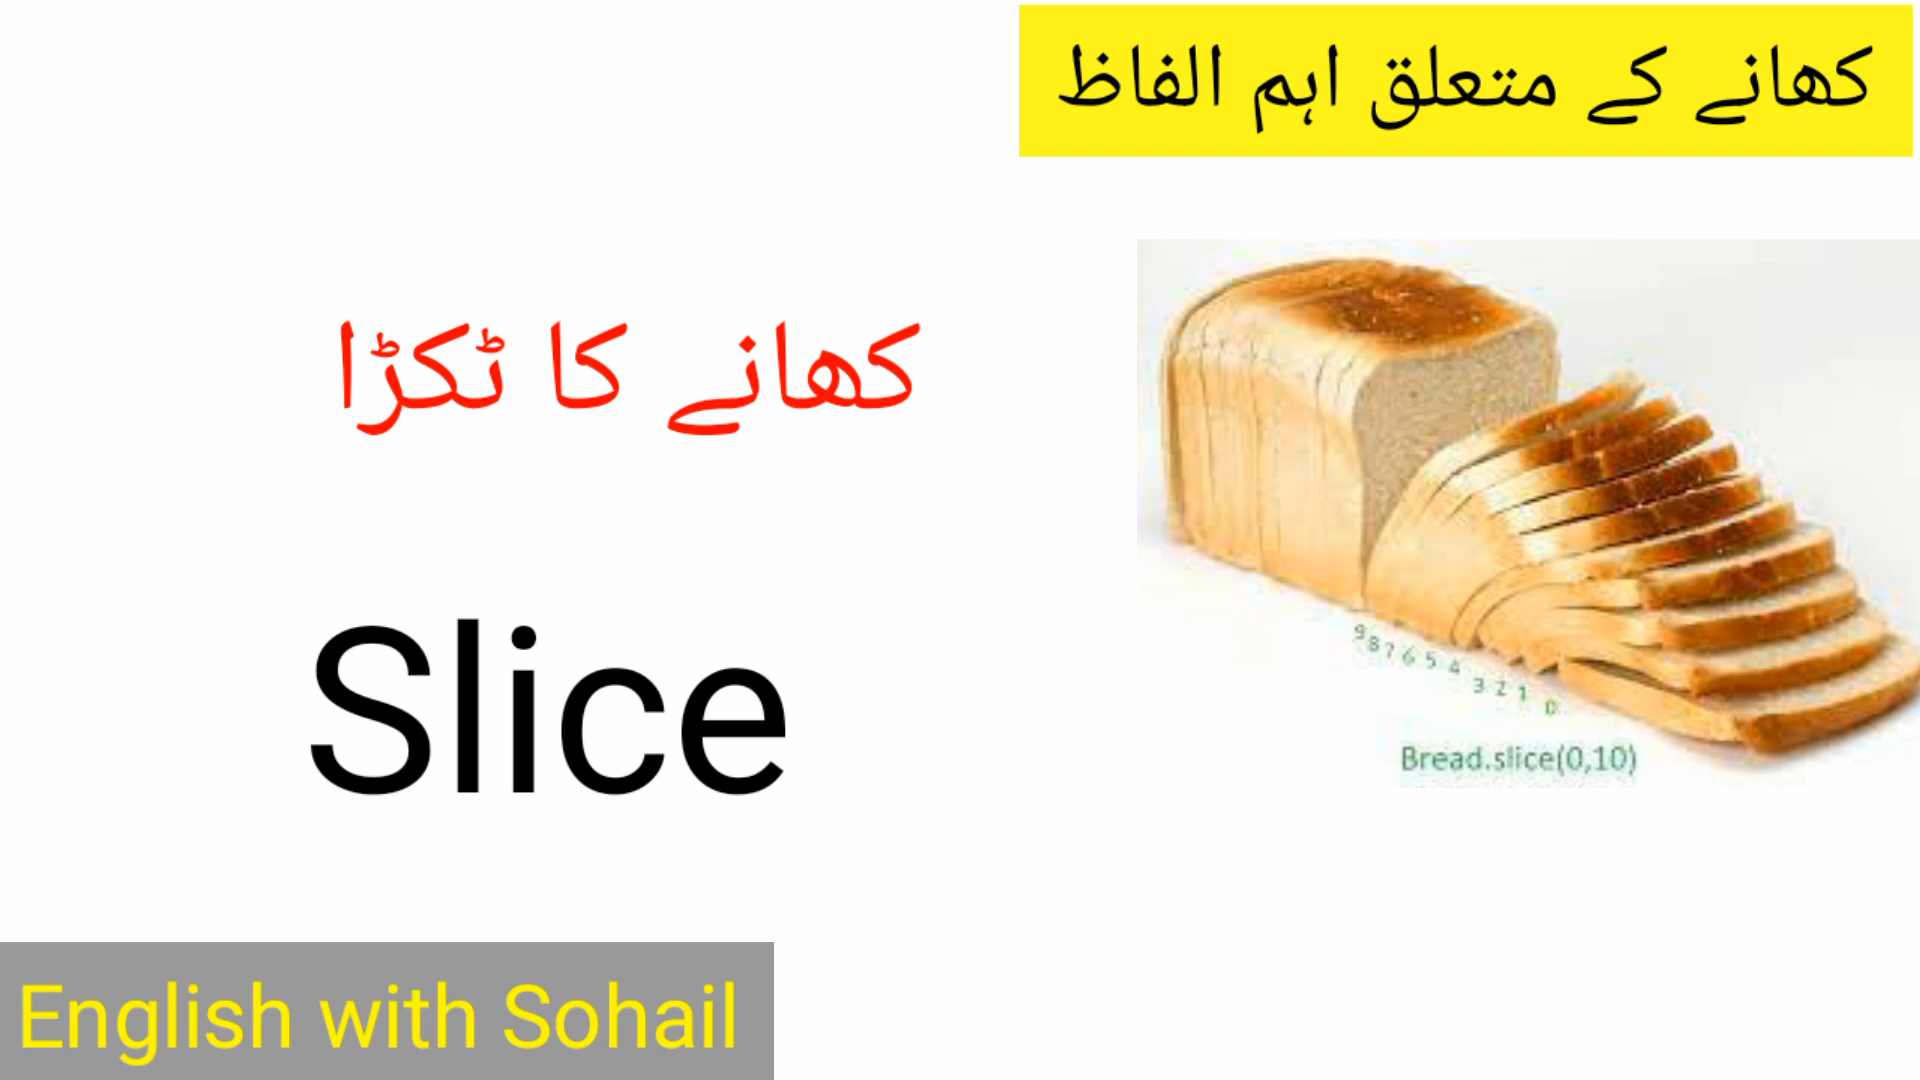 کھانے کے متعلق اہم الفاظ
کھانے کا ٹکڑا
Slice
9 8 7 6 5 4 3 2 1 0
Bread.slice(0,10)
English with Sohail